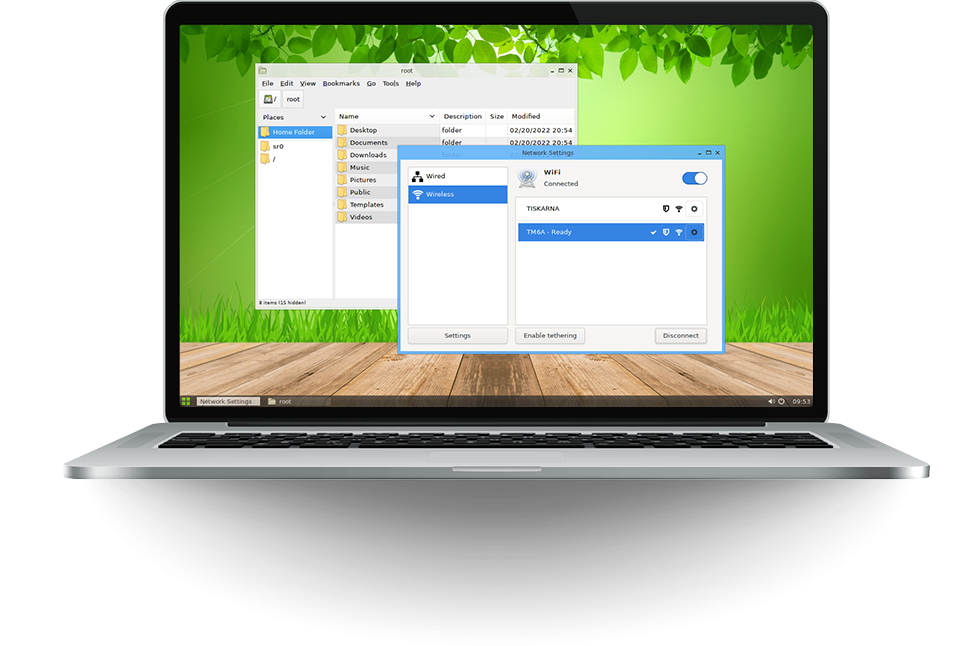 root
File Edit View Bookmarks Go Tools Help
/ root
Places
Home Folder
sr0
/
Name Description Size Modified
Desktop folder 02/20/2022 20:54
Documents folder 02/20/2022 20:54
Downloads
Music
Pictures
Public
Templates
Videos
8 items (15 hidden)
Network Settings
Wired
Wireless
Settings
WiFi
Connected
TISKARNA
TM6A - Ready
Enable tethering
Disconnect
Network Settings root 09:53